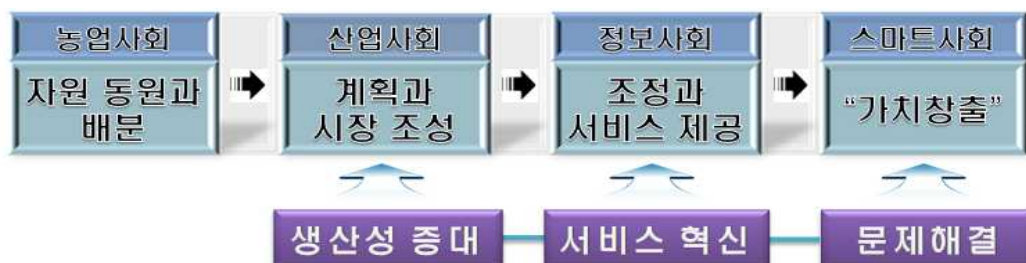 농업사회
자원 동원과
배분
산업사회
계획과
시장 조성
정보사회
조정과
서비스 제공
스마트사회
“가치창출”
생산성 증대
서비스 혁신
문제해결